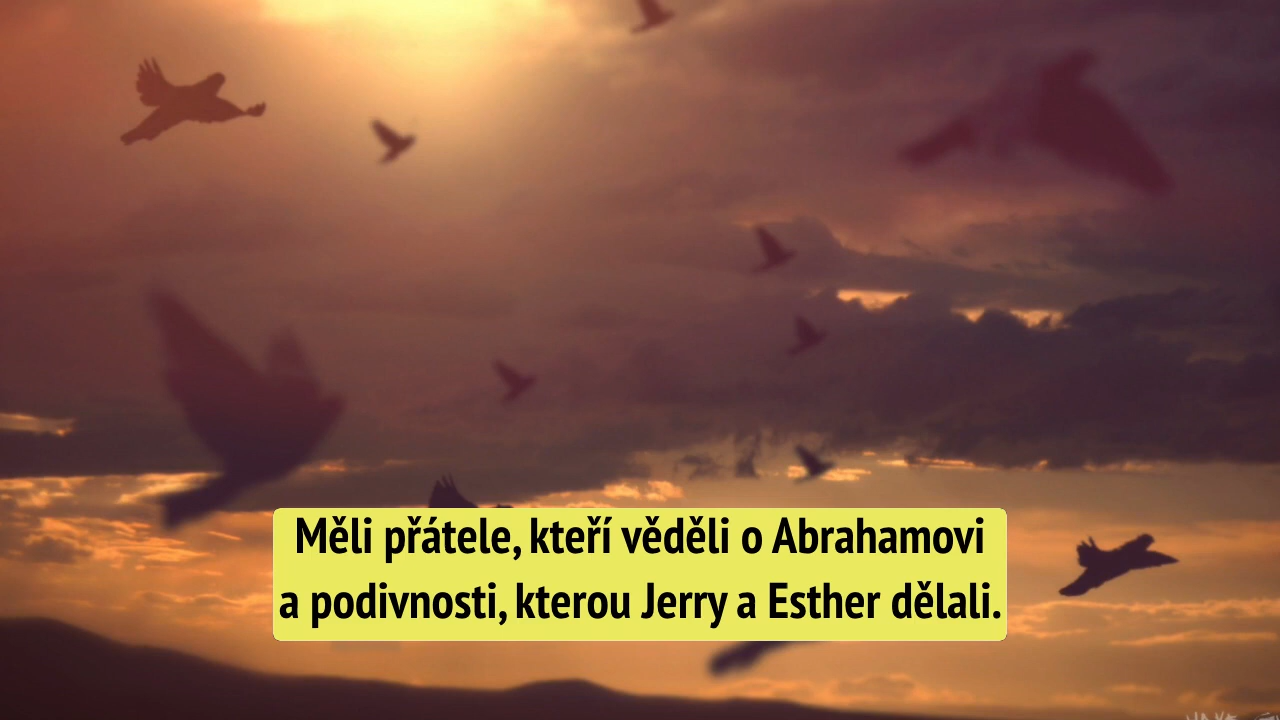 Měli přátele, kteří věděli o Abrahamovi
a podivnosti, kterou Jerry a Esther dělali.